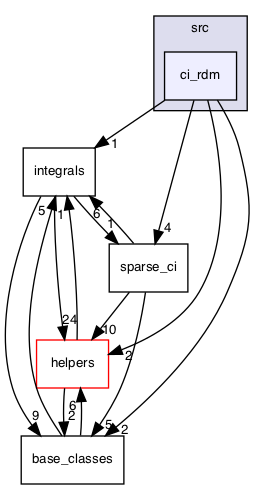 src
ci_rdm
1
integrals
5
1
6
1
4
sparse_ci
24
10
2
helpers
6
2
9
5
2
base_classes